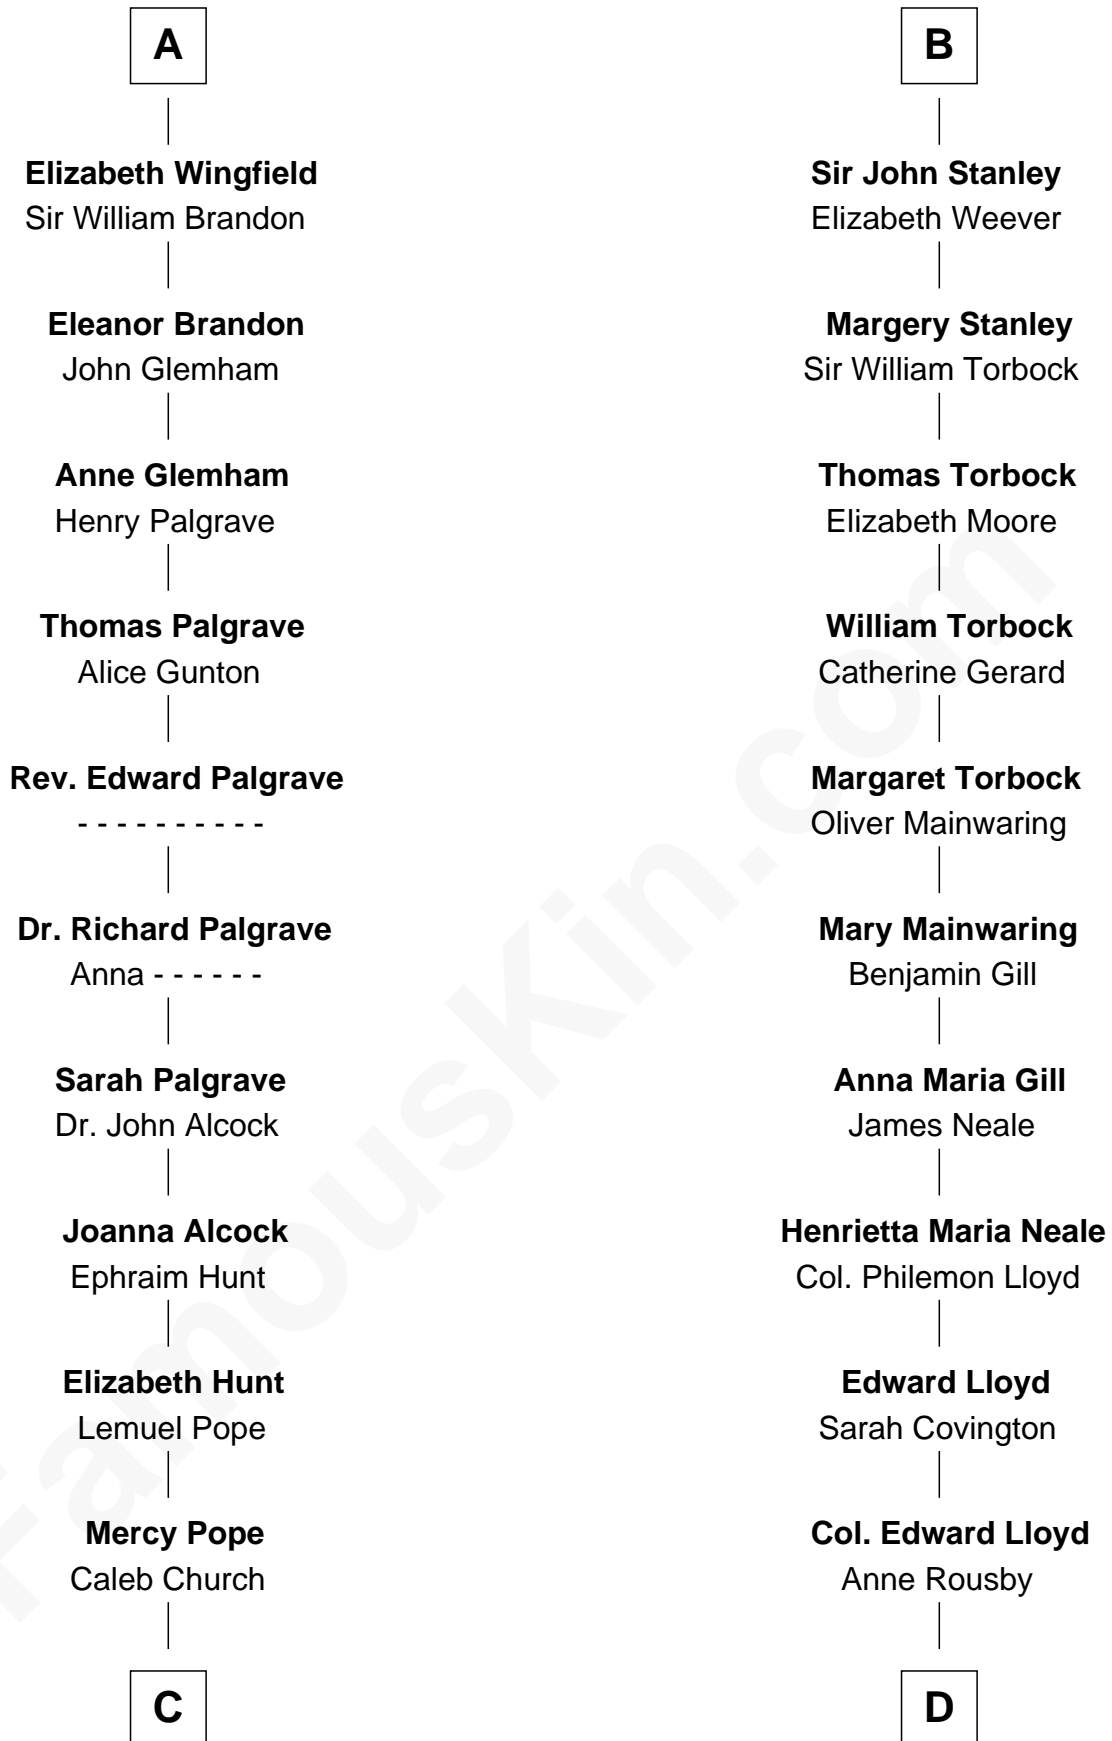 A
Elizabeth Wingfield
Sir William Brandon
Eleanor Brandon
John Glemham
Anne Glemham
Henry Palgrave
Thomas Palgrave
Alice Gunton
Rev. Edward Palgrave
- - - - - - - - - -
Dr. Richard Palgrave
Anna - - - - - -
Sarah Palgrave
Dr. John Alcock
Joanna Alcock
Ephraim Hunt
Elizabeth Hunt
Lemuel Pope
Mercy Pope
Caleb Church
C
B
Sir John Stanley
Elizabeth Weever
Margery Stanley
Sir William Torbock
Thomas Torbock
Elizabeth Moore
William Torbock
Catherine Gerard
Margaret Torbock
Oliver Mainwaring
Mary Mainwaring
Benjamin Gill
Anna Maria Gill
James Neale
Henrietta Maria Neale
Col. Philemon Lloyd
Edward Lloyd
Sarah Covington
Col. Edward Lloyd
Anne Rousby
D
FamousKin.com